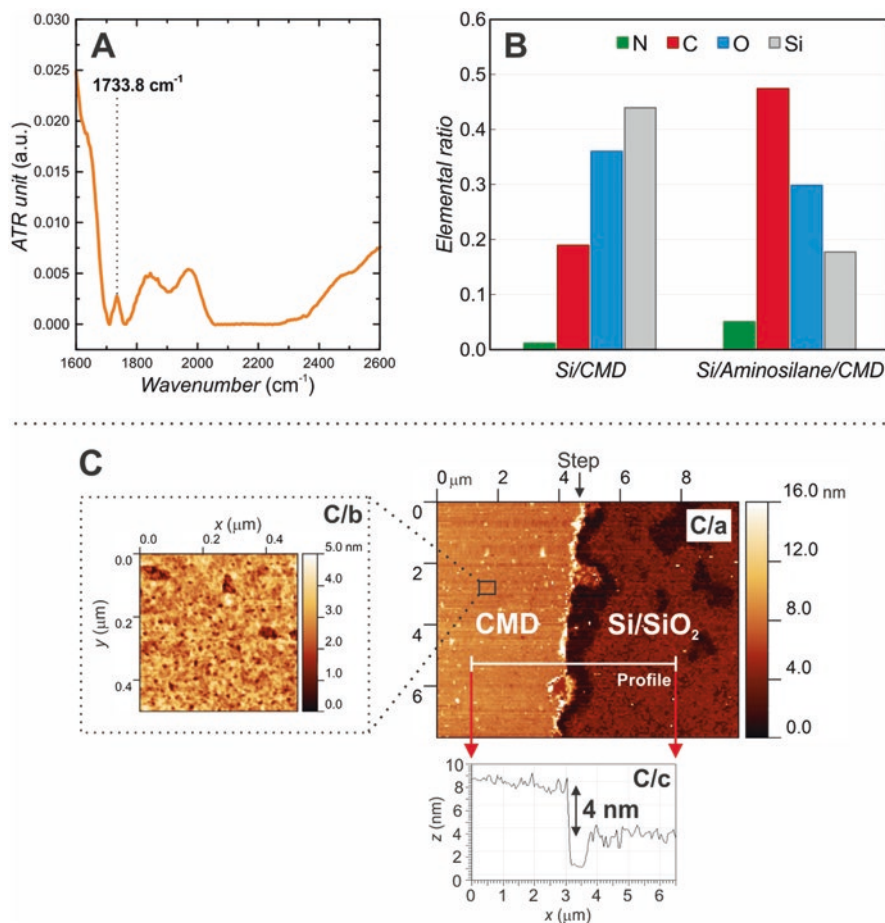 A
1733.8 cm⁻¹
ATR unit (a.u.)
0.030
0.025
0.020
0.015
0.010
0.005
0.000
1600 1800 2000 2200 2400 2600
Wavenumber (cm⁻¹)
B
N C O Si
Elemental ratio
0.6
0.5
0.4
0.3
0.2
0.1
0.0
Si/CMD Si/Aminosilane/CMD
C
C/b
x (μm)
0.0 0.2 0.4
y (μm)
0.0
0.2
0.4
5.0 nm
4.0
3.0
2.0
1.0
0.0
Step
0 μm 2 4 6 8
0
2
4
6
C/a
CMD Si/SiO₂
Profile
16.0 nm
12.0
8.0
4.0
0.0
C/c
4 nm
z (nm)
10
8
6
4
2
0
0 1 2 3 4 5 6
x (μm)